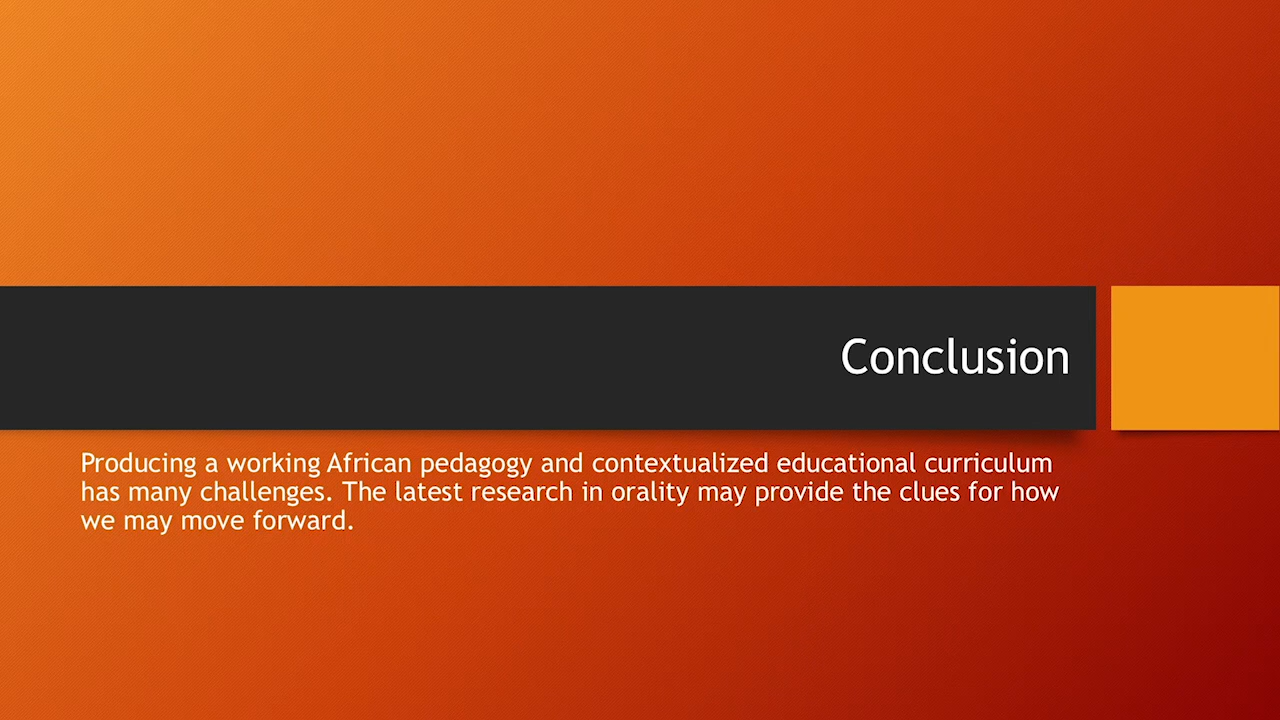 Conclusion
Producing a working African pedagogy and contextualized educational curriculum
has many challenges. The latest research in orality may provide the clues for how
we may move forward.